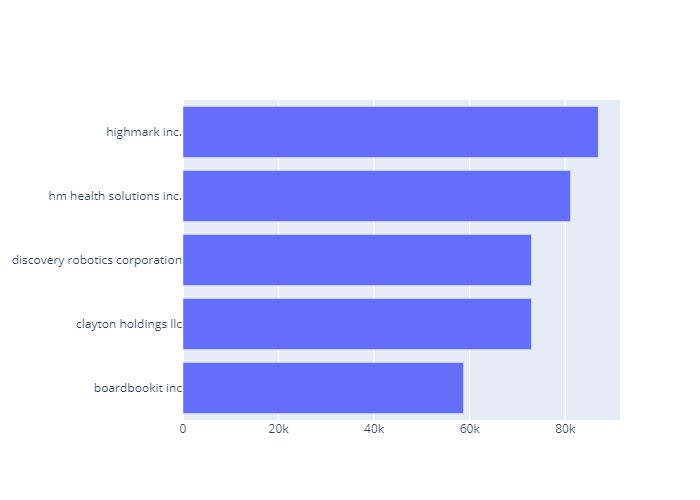 highmark inc.
hm health solutions inc.
discovery robotics corporation
clayton holdings llc
boardbookit inc
0 20k 40k 60k 80k